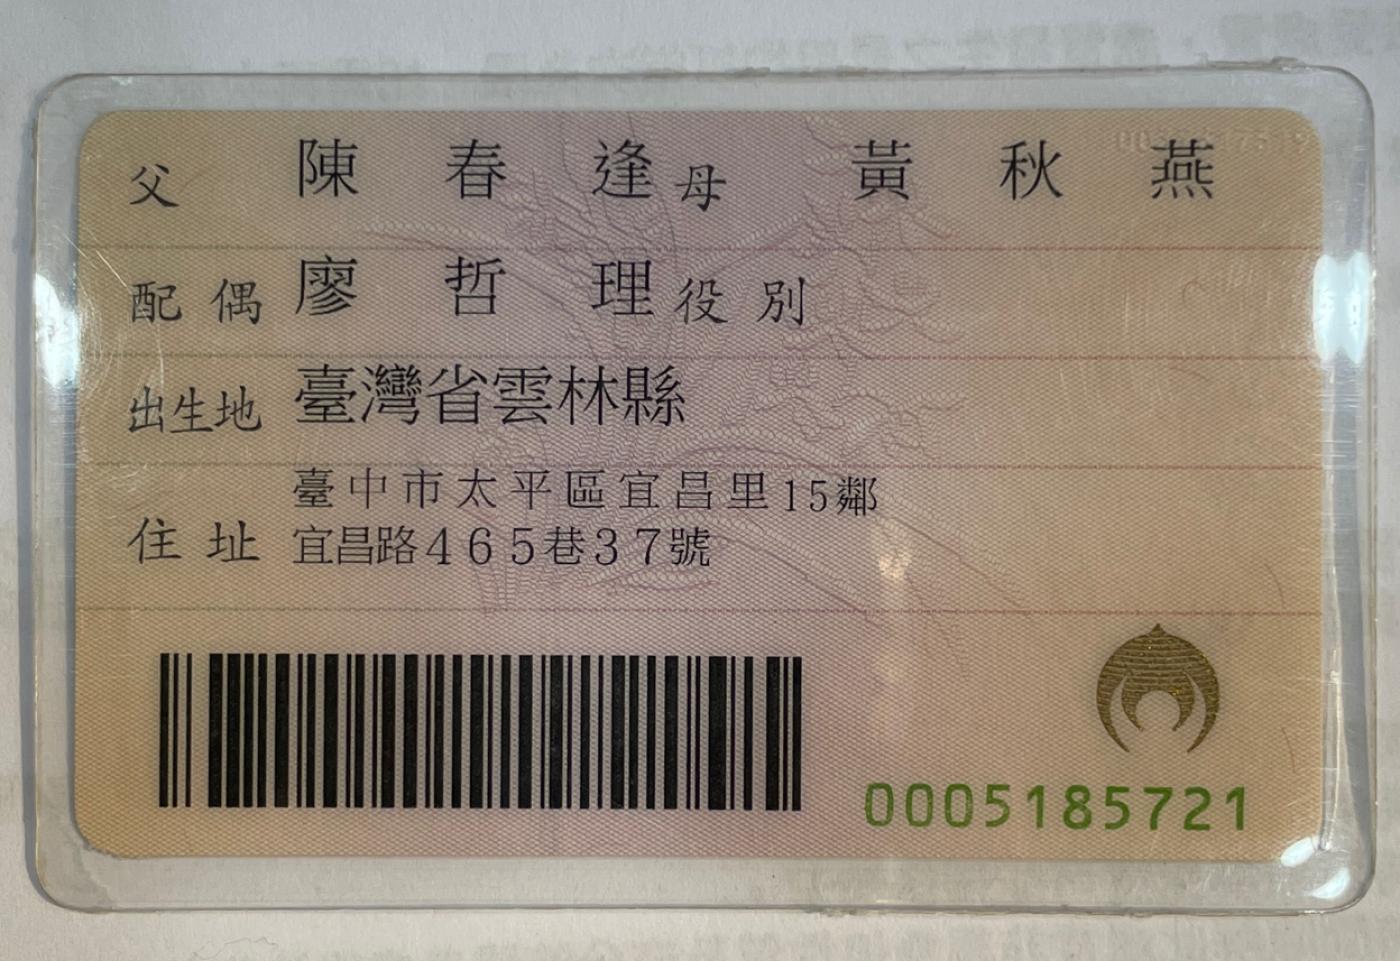 父 陳春逢 母 黃秋燕
配偶 廖哲理 役別
出生地 臺灣省雲林縣
住址 臺中市太平區宜昌里15鄰
宜昌路465巷37號
0005185721